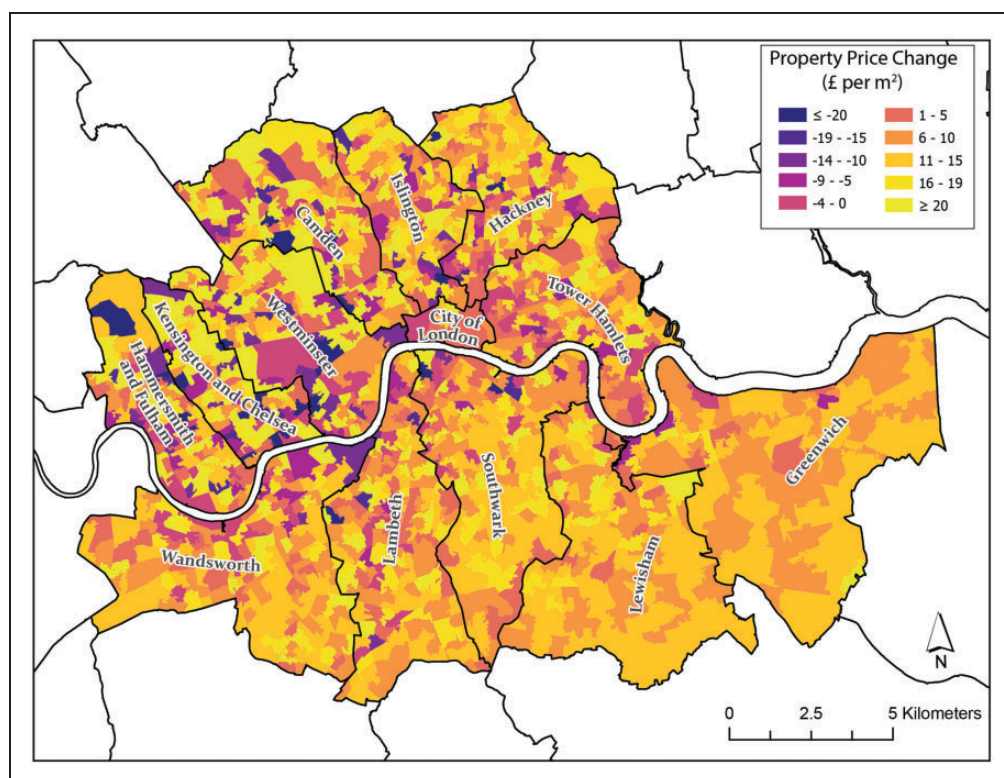 Property Price Change
(£ per m²)
≤ -20
-19 - -15
-14 - -10
-9 - -5
-4 - 0
1 - 5
6 - 10
11 - 15
16 - 19
≥ 20
Camden
Islington
Hackney
Tower Hamlets
City of
London
Westminster
Kensington and Chelsea
Hammersmith
and Fulham
Wandsworth
Lambeth
Southwark
Lewisham
Greenwich
N
0 2.5 5 Kilometers